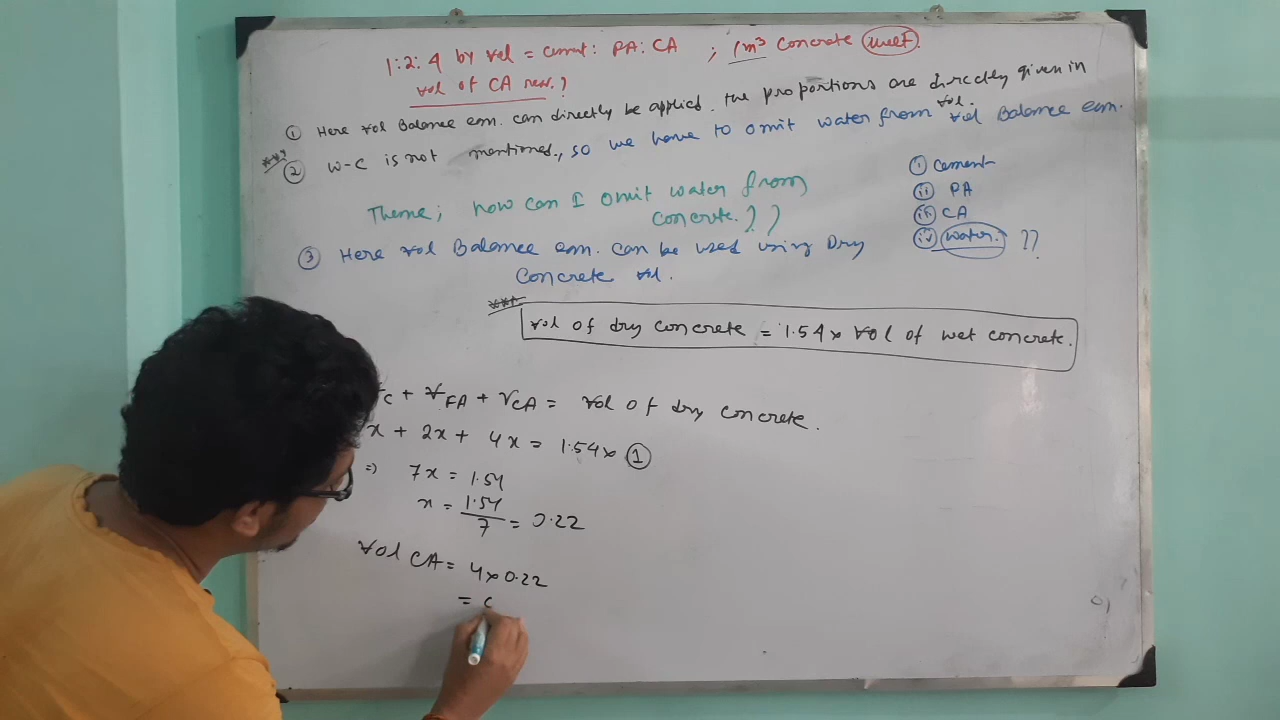 1:2:4 by vol = cement: FA: CA ; 1m³ concrete (wet).
vol of CA req.?
① Here vol Balance eqn. can directly be applied. the proportions are directly given in vol.
② W-C is not mentioned, so we have to omit water from vol Balance eqn.
Theme; how can I omit water from
concrete.??
① cement
(ii) FA
(iii) CA
(iv) water. ??
③ Here vol Balance eqn. can be used using Dry
concrete vol.
vol of dry concrete = 1.54 × vol of wet concrete.
C + VFA + VCA = vol of dry concrete.
x + 2x + 4x = 1.54 × ①
=) 7x = 1.54
x = 1.54/7 = 0.22
vol CA = 4 × 0.22
=